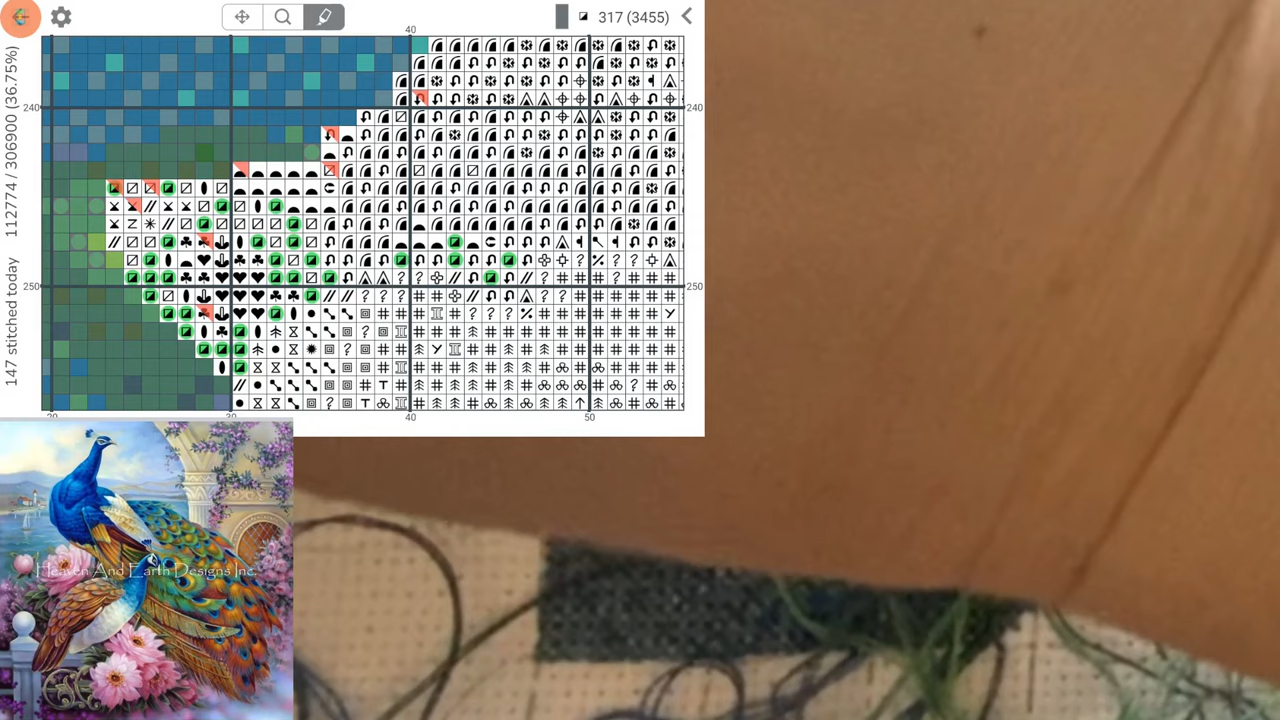 317 (3455)
40
147 stitched today 112774 / 306900 (36.75%)
240 240
250 250
20 30 40 50
Heaven And Earth Designs Inc.